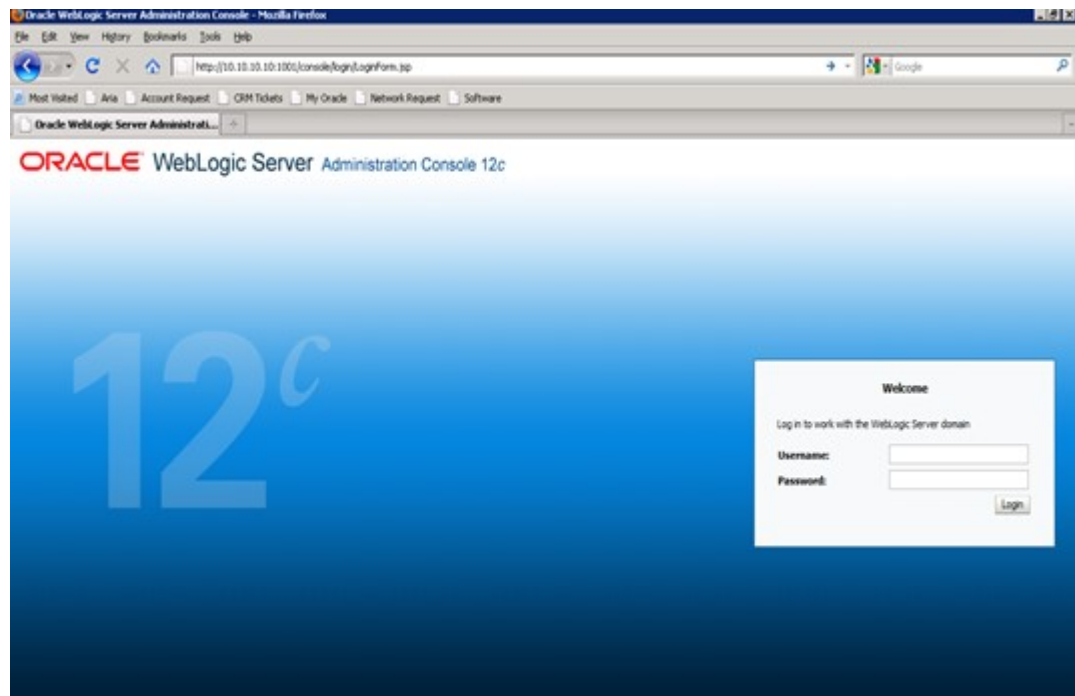 Oracle WebLogic Server Administration Console - Mozilla Firefox
File Edit View History Bookmarks Tools Help
http://10.10.10.10:1001/console/login/LoginForm.jsp
Google
Most Visited Aria Account Request CRM Tickets My Oracle Network Request Software
Oracle WebLogic Server Administrati...
ORACLE WebLogic Server Administration Console 12c
12c
Welcome
Log in to work with the WebLogic Server domain
Username:
Password:
Login